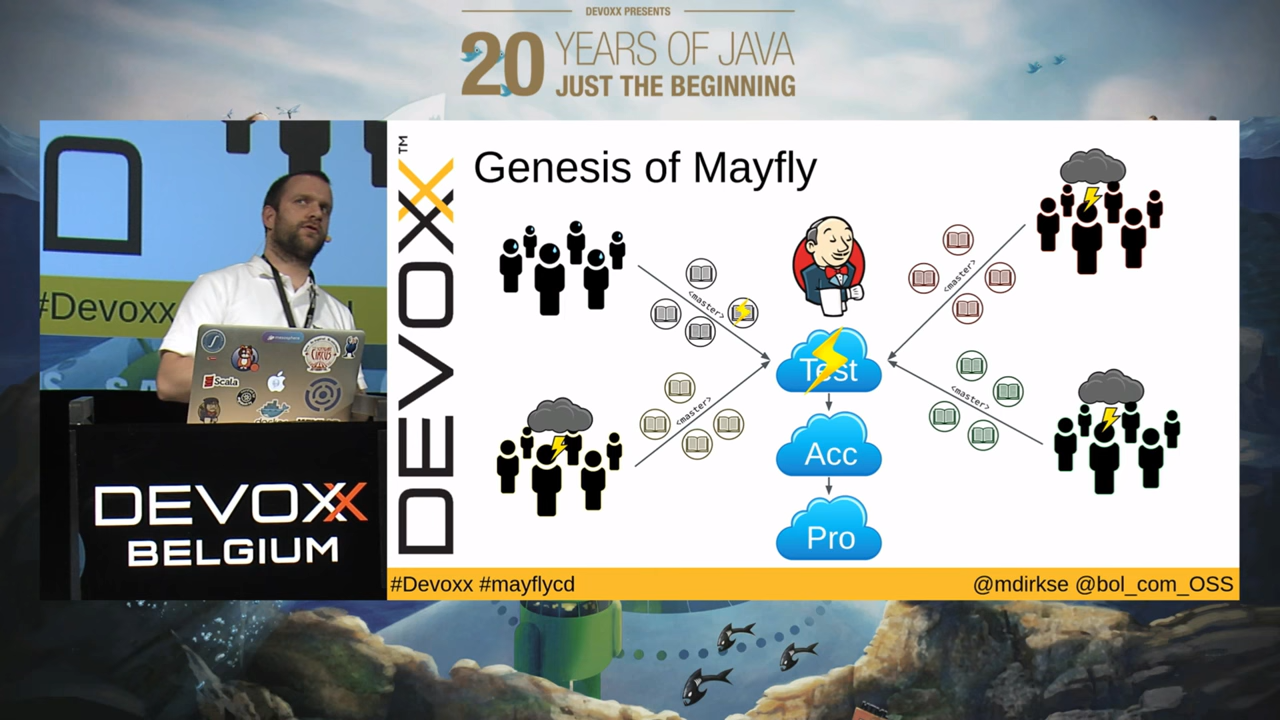 DEVOXX PRESENTS
20 YEARS OF JAVA
JUST THE BEGINNING
#Devoxx
Scala
DEVOXX
BELGIUM
DEVOXX™
Genesis of Mayfly
<master>
<master>
<master>
<master>
Test
Acc
Pro
#Devoxx #mayflycd
@mdirkse @bol_com_OSS